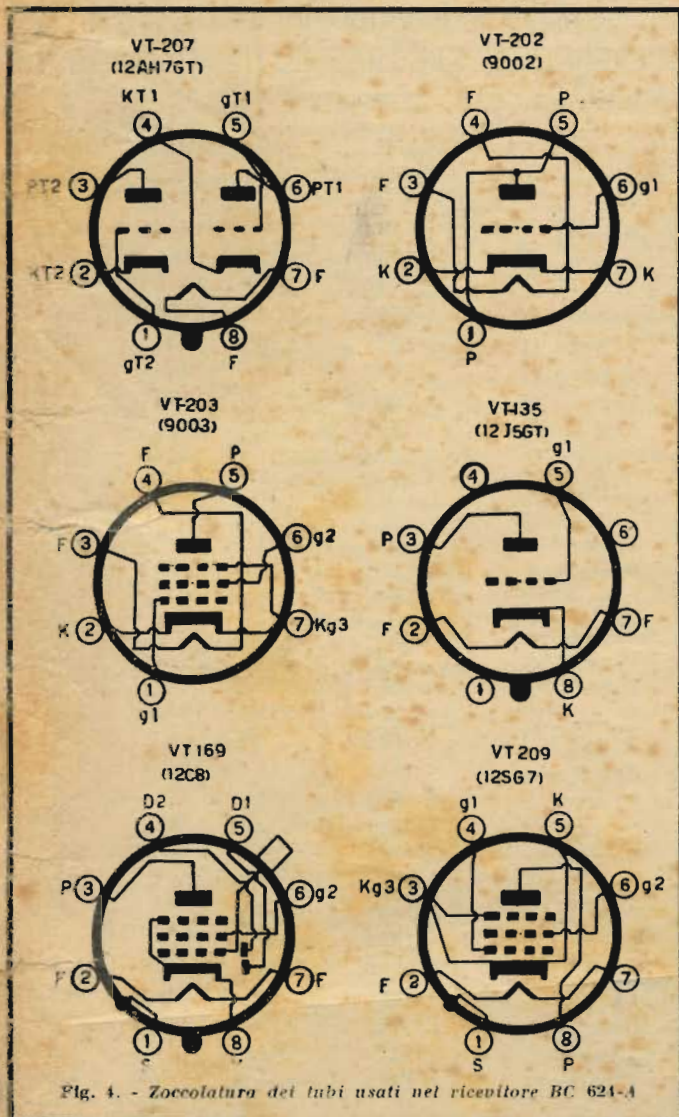 VT-207
(12AH7GT)
KT1
gT1
4
5
PT2
3
6
PT1
KT2
2
7
F
1
8
gT2
F
VT-202
(9002)
F
P
4
5
F
3
6
g1
K
2
7
K
1
P
VT-203
(9003)
F
P
4
5
F
3
6
g2
K
2
7
Kg3
1
g1
VT-135
(12J5GT)
g1
4
5
P
3
6
F
2
7
F
1
8
K
VT169
(12C8)
D2
D1
4
5
P
3
6
g2
F
2
7
F
1
8
S
VT209
(12SG7)
g1
K
4
5
Kg3
3
6
g2
F
2
7
1
8
S
P
Fig. 4. - Zoccolatura dei tubi usati nel ricevitore BC 624-A